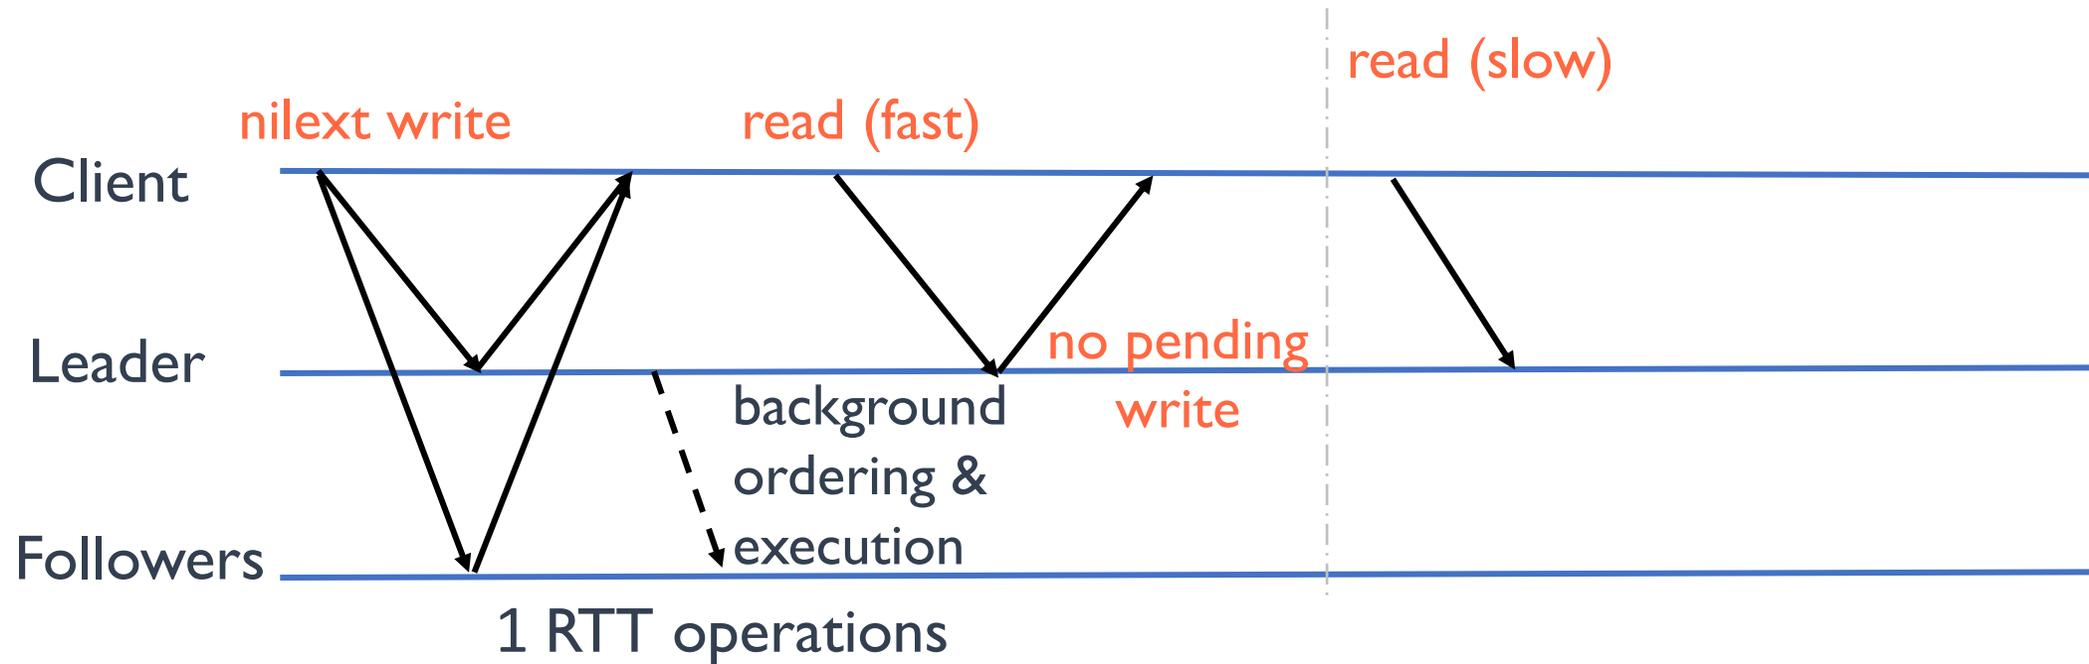 read (slow)
nilext write
read (fast)
Client
Leader
no pending
write
background
ordering &
execution
Followers
1 RTT operations